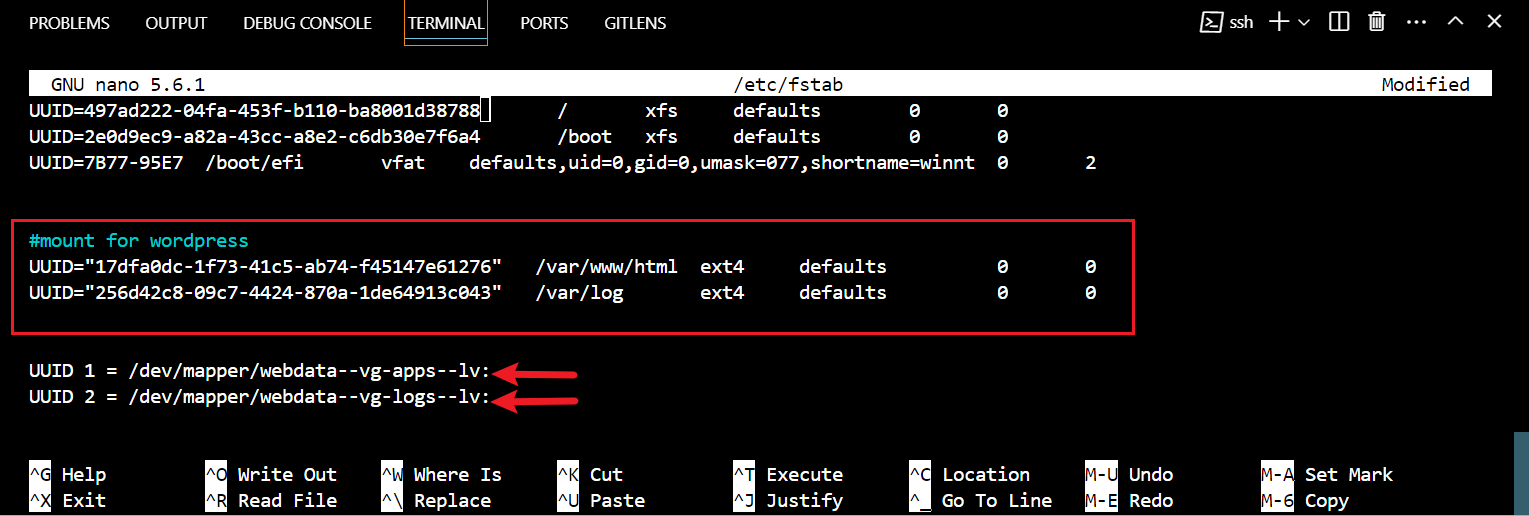 PROBLEMS OUTPUT DEBUG CONSOLE TERMINAL PORTS GITLENS ssh
GNU nano 5.6.1 /etc/fstab Modified
UUID=497ad222-04fa-453f-b110-ba8001d38788 / xfs defaults 0 0
UUID=2e0d9ec9-a82a-43cc-a8e2-c6db30e7f6a4 /boot xfs defaults 0 0
UUID=7B77-95E7 /boot/efi vfat defaults,uid=0,gid=0,umask=077,shortname=winnt 0 2
#mount for wordpress
UUID="17dfa0dc-1f73-41c5-ab74-f45147e61276" /var/www/html ext4 defaults 0 0
UUID="256d42c8-09c7-4424-870a-1de64913c043" /var/log ext4 defaults 0 0
UUID 1 = /dev/mapper/webdata--vg-apps--lv:
UUID 2 = /dev/mapper/webdata--vg-logs--lv:
^G Help ^O Write Out ^W Where Is ^K Cut ^T Execute ^C Location M-U Undo M-A Set Mark
^X Exit ^R Read File ^\ Replace ^U Paste ^J Justify ^_ Go To Line M-E Redo M-6 Copy